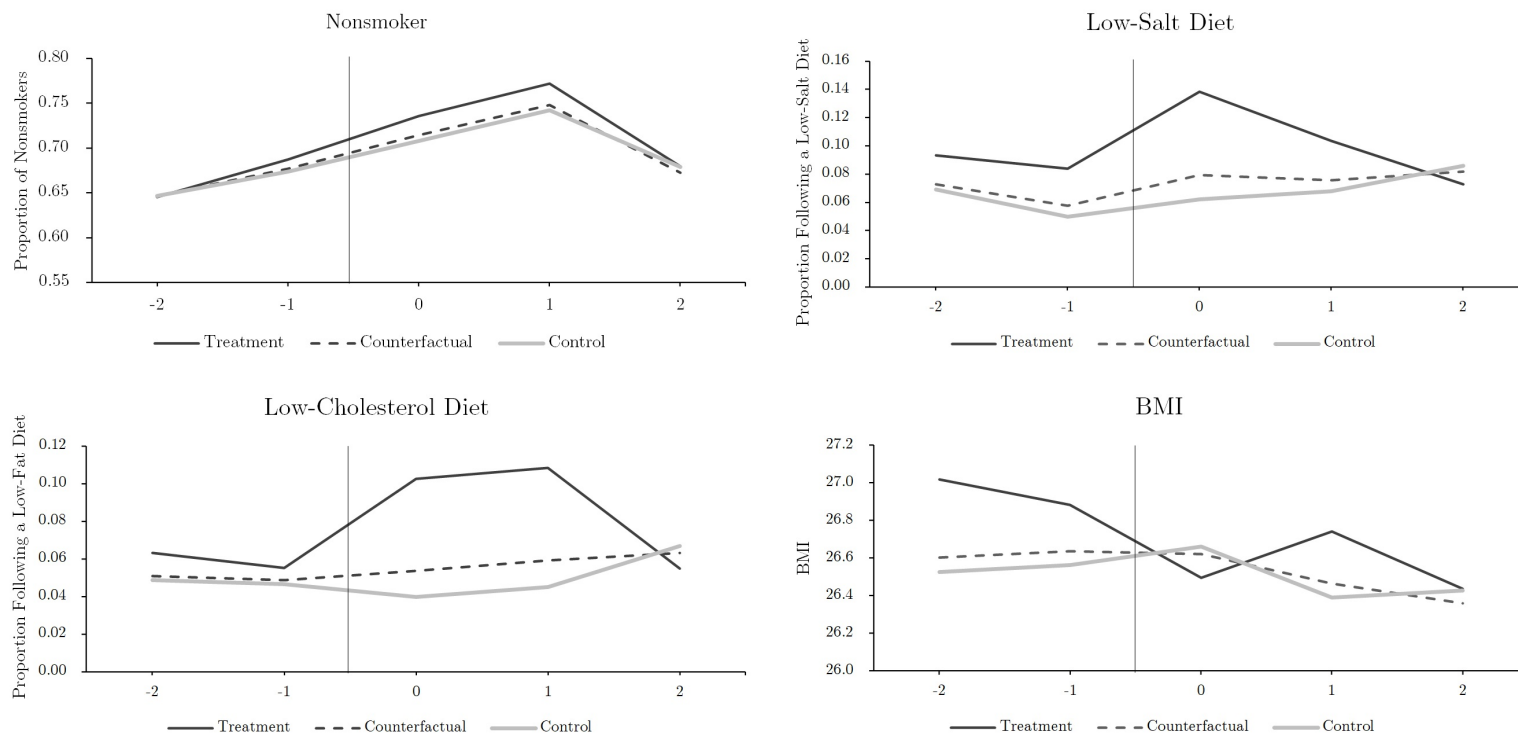 Nonsmoker
Proportion of Nonsmokers
0.80
0.75
0.70
0.65
0.60
0.55
-2 -1 0 1 2
Treatment Counterfactual Control
Low-Salt Diet
Proportion Following a Low-Salt Diet
0.16
0.14
0.12
0.10
0.08
0.06
0.04
0.02
0.00
-2 -1 0 1 2
Treatment Counterfactual Control
Low-Cholesterol Diet
Proportion Following a Low-Fat Diet
0.12
0.10
0.08
0.06
0.04
0.02
0.00
-2 -1 0 1 2
Treatment Counterfactual Control
BMI
BMI
27.2
27.0
26.8
26.6
26.4
26.2
26.0
-2 -1 0 1 2
Treatment Counterfactual Control